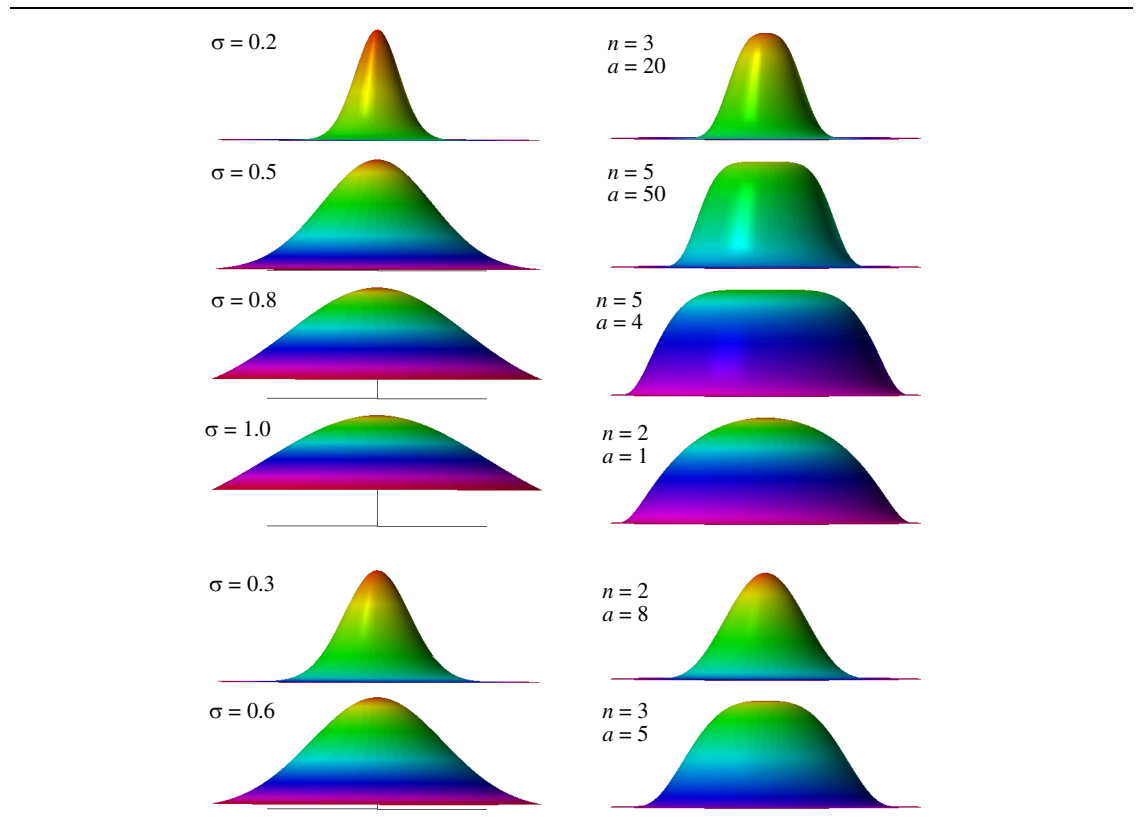 σ = 0.2
n = 3
a = 20
σ = 0.5
n = 5
a = 50
σ = 0.8
n = 5
a = 4
σ = 1.0
n = 2
a = 1
σ = 0.3
n = 2
a = 8
σ = 0.6
n = 3
a = 5